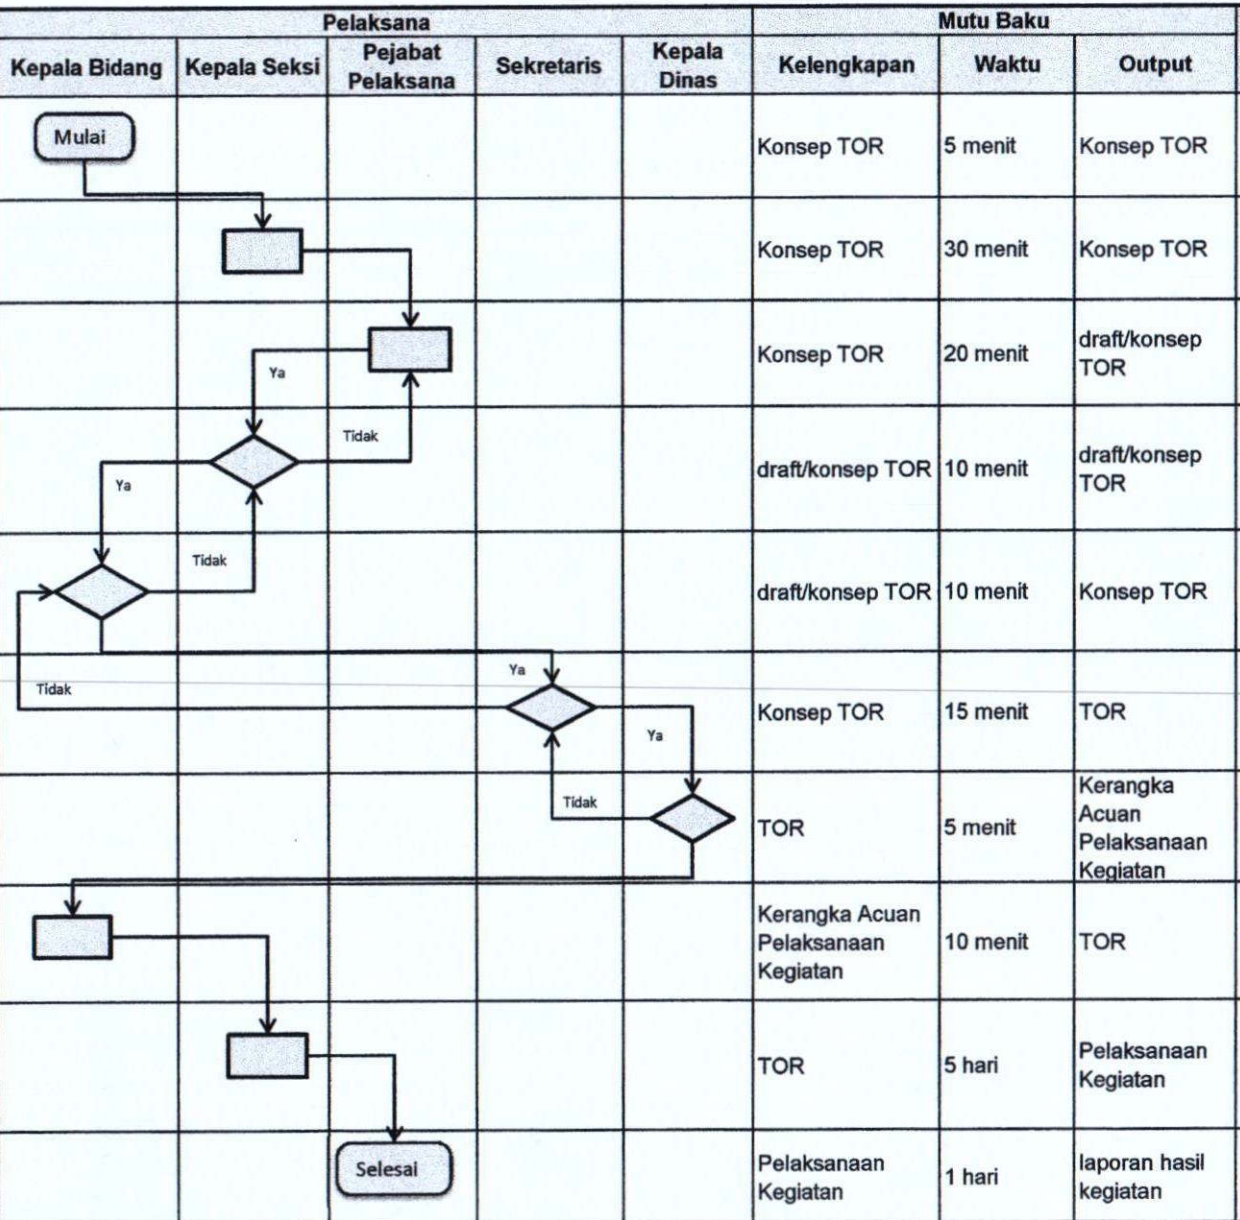 Pelaksana
Mutu Baku
Kepala Bidang
Kepala Seksi
Pejabat
Pelaksana
Sekretaris
Kepala
Dinas
Kelengkapan
Waktu
Output
Mulai
Konsep TOR
5 menit
Konsep TOR
Konsep TOR
30 menit
Konsep TOR
Ya
Konsep TOR
20 menit
draft/konsep
TOR
Tidak
Ya
draft/konsep TOR
10 menit
draft/konsep
TOR
Tidak
draft/konsep TOR
10 menit
Konsep TOR
Tidak
Ya
Ya
Konsep TOR
15 menit
TOR
Tidak
TOR
5 menit
Kerangka
Acuan
Pelaksanaan
Kegiatan
Kerangka Acuan
Pelaksanaan
Kegiatan
10 menit
TOR
TOR
5 hari
Pelaksanaan
Kegiatan
Selesai
Pelaksanaan
Kegiatan
1 hari
laporan hasil
kegiatan